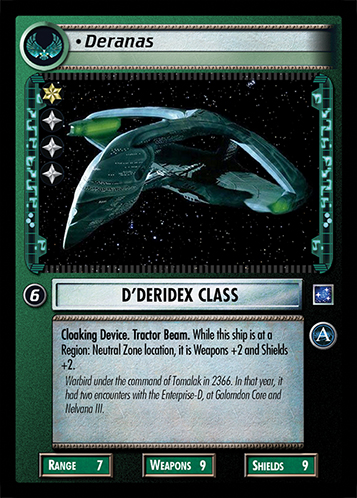 • Deranas
6
D'DERIDEX CLASS
A
Cloaking Device. Tractor Beam. While this ship is at a
Region: Neutral Zone location, it is Weapons +2 and Shields
+2.
Warbird under the command of Tomalak in 2366. In that year, it
had two encounters with the Enterprise-D, at Galorndon Core and
Nelvana III.
RANGE 7
WEAPONS 9
SHIELDS 9